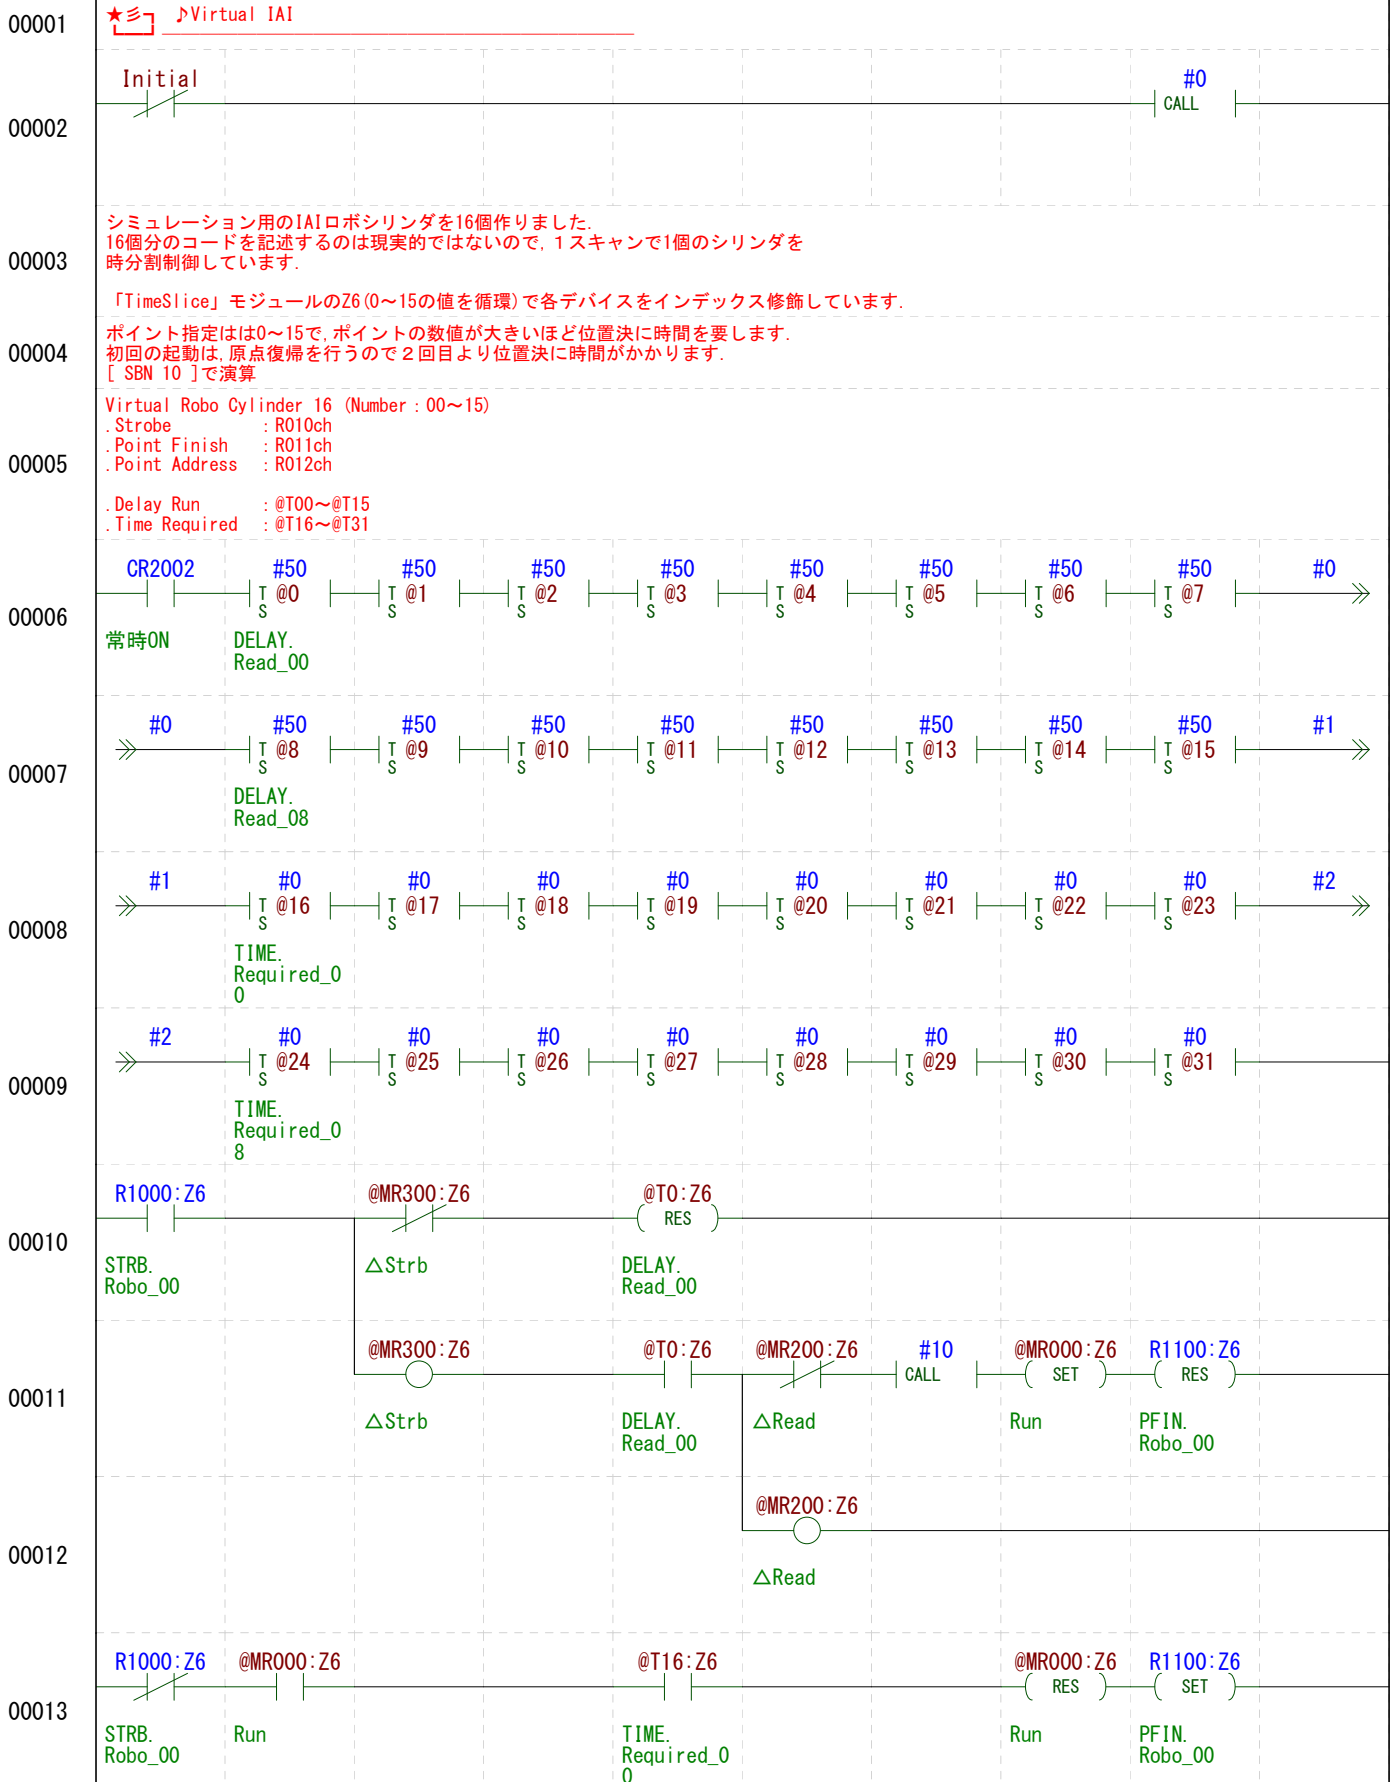 00001
★彡┓ ♪Virtual IAI
Initial
#0
CALL
00002
シミュレーション用のIAIロボシリンダを16個作りました.
16個分のコードを記述するのは現実的ではないので,１スキャンで1個のシリンダを
時分割制御しています.
00003
「TimeSlice」モジュールのZ6(0～15の値を循環)で各デバイスをインデックス修飾しています.
ポイント指定はは0～15で,ポイントの数値が大きいほど位置決に時間を要します.
初回の起動は,原点復帰を行うので２回目より位置決に時間がかかります.
[ SBN 10 ]で演算
00004
Virtual Robo Cylinder 16 (Number：00～15)
.Strobe ：R010ch
.Point Finish ：R011ch
.Point Address ：R012ch
00005
.Delay Run ：@T00～@T15
.Time Required ：@T16～@T31
CR2002 #50 #50 #50 #50 #50 #50 #50 #50 #0
T @0 T @1 T @2 T @3 T @4 T @5 T @6 T @7
S S S S S S S S
00006
常時ON DELAY.
Read_00
#0 #50 #50 #50 #50 #50 #50 #50 #50 #1
T @8 T @9 T @10 T @11 T @12 T @13 T @14 T @15
S S S S S S S S
00007
DELAY.
Read_08
#1 #0 #0 #0 #0 #0 #0 #0 #0 #2
T @16 T @17 T @18 T @19 T @20 T @21 T @22 T @23
S S S S S S S S
00008
TIME.
Required_0
0
#2 #0 #0 #0 #0 #0 #0 #0 #0
T @24 T @25 T @26 T @27 T @28 T @29 T @30 T @31
S S S S S S S S
00009
TIME.
Required_0
8
R1000:Z6 @MR300:Z6 @T0:Z6
RES
00010
STRB. △Strb DELAY.
Robo_00 Read_00
@MR300:Z6 @T0:Z6 @MR200:Z6 #10 @MR000:Z6 R1100:Z6
CALL SET RES
00011
△Strb DELAY. △Read Run PFIN.
Read_00 Robo_00
@MR200:Z6
00012
△Read
R1000:Z6 @MR000:Z6 @T16:Z6 @MR000:Z6 R1100:Z6
RES SET
00013
STRB. Run TIME. Run PFIN.
Robo_00 Required_0 Robo_00
0